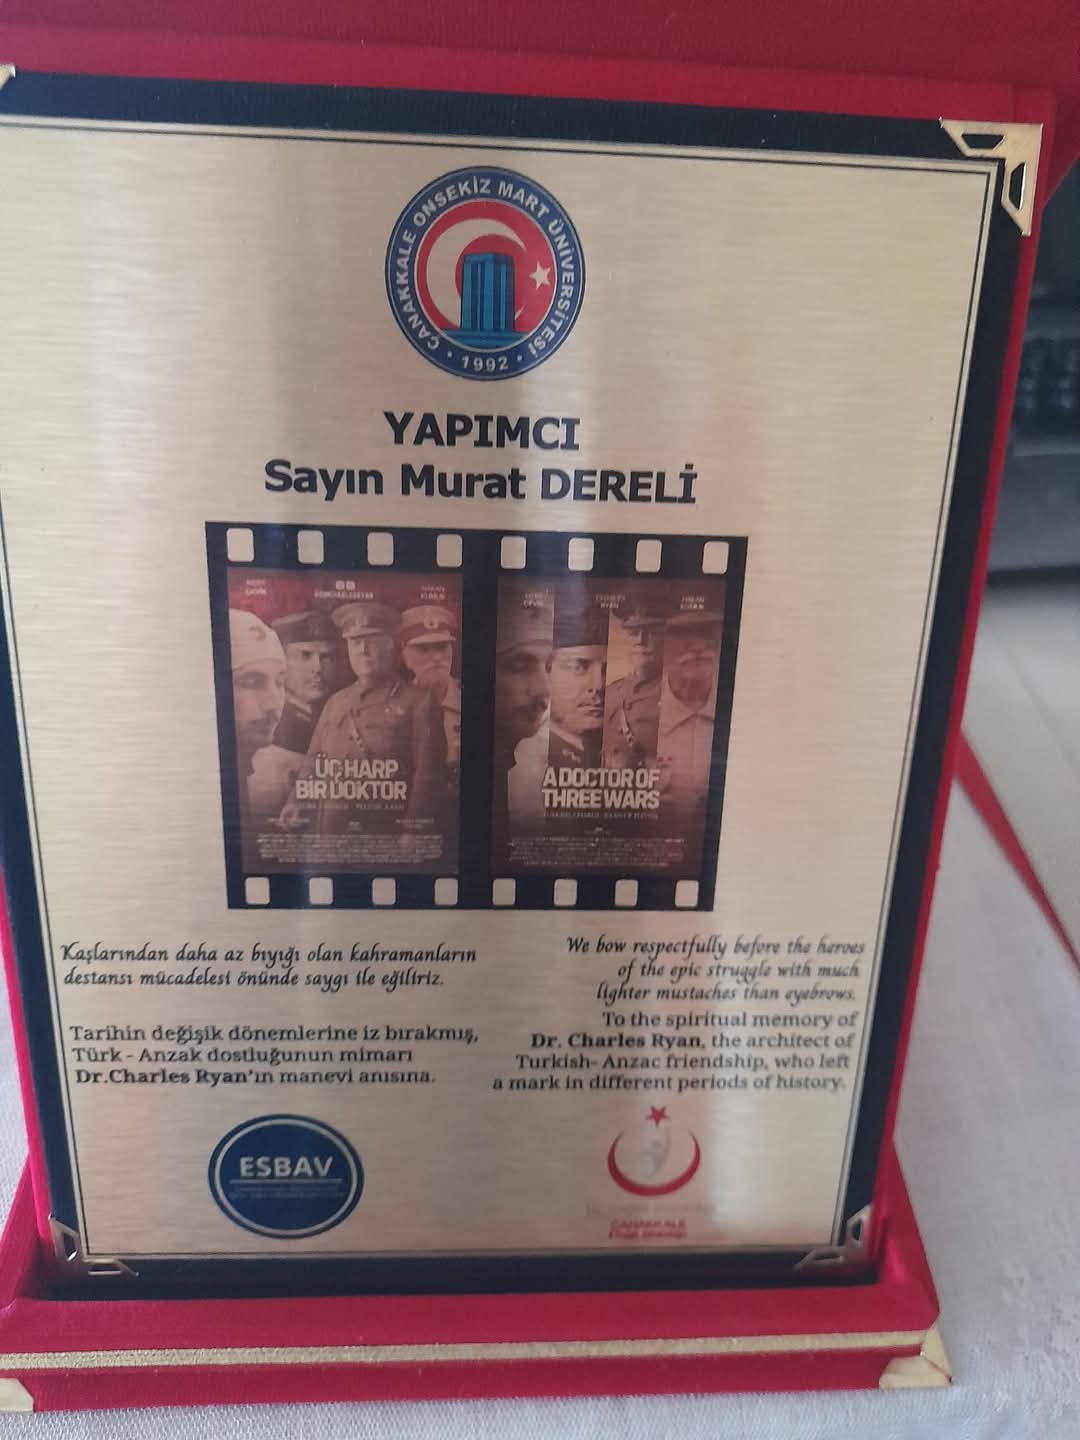 ÇANAKKALE ONSEKİZ MART ÜNİVERSİTESİ
• 1992 •
YAPIMCI
Sayın Murat DERELİ
ÜÇ HARP
BİR DOKTOR
A DOCTOR OF
THREE WARS
Kaşlarından daha az bıyığı olan kahramanların
destansı mücadelesi önünde saygı ile eğiliriz.
Tarihin değişik dönemlerine iz bırakmış,
Türk - Anzak dostluğunun mimarı
Dr.Charles Ryan'ın manevi anısına.
We bow respectfully before the heroes
of the epic struggle with much
lighter mustaches than eyebrows.
To the spiritual memory of
Dr. Charles Ryan, the architect of
Turkish- Anzac friendship, who left
a mark in different periods of history.
ESBAV
ÇANAKKALE